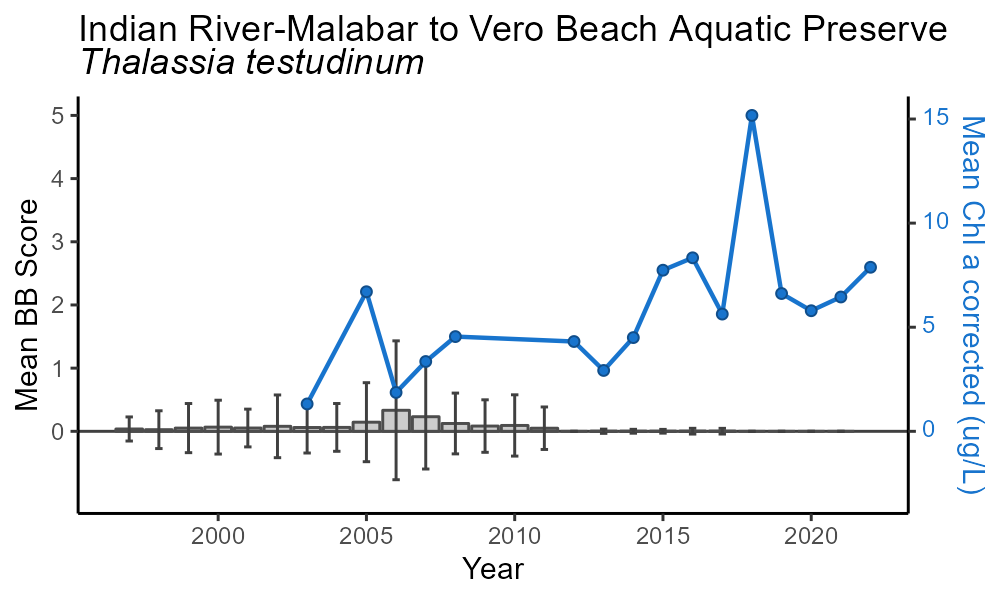 Indian River-Malabar to Vero Beach Aquatic Preserve
Thalassia testudinum
Mean BB Score
5
4
3
2
1
0
15
10
5
0
Mean Chl a corrected (ug/L)
2000 2005 2010 2015 2020
Year